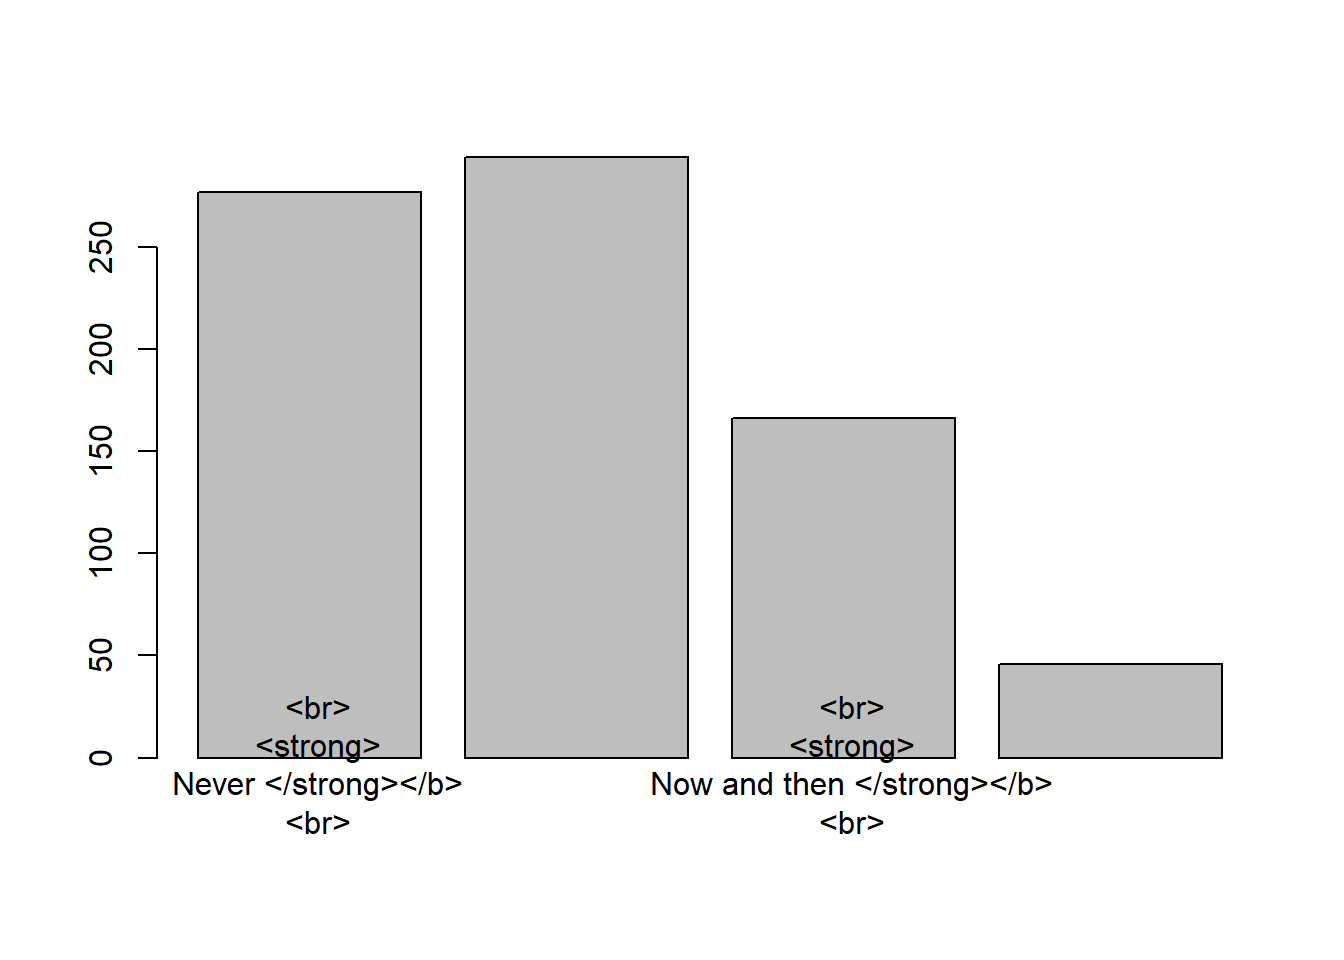 250
200
150
100
50
0
<br>
<strong>
Never </strong></b>
<br>
<br>
<strong>
Now and then </strong></b>
<br>